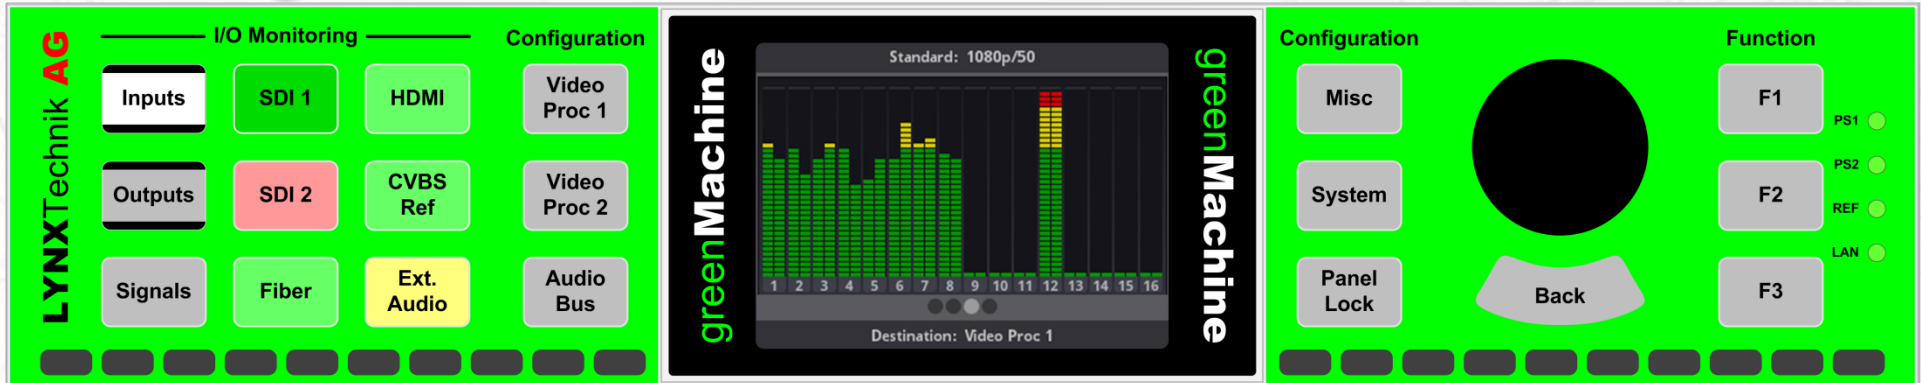 LYNXTechnik AG
I/O Monitoring
Configuration
Inputs
SDI 1
HDMI
Video
Proc 1
Outputs
SDI 2
CVBS
Ref
Video
Proc 2
Signals
Fiber
Ext.
Audio
Audio
Bus
greenMachine
Standard: 1080p/50
1 2 3 4 5 6 7 8 9 10 11 12 13 14 15 16
Destination: Video Proc 1
greenMachine
Configuration
Function
Misc
F1
PS1
System
F2
PS2
REF
Panel
Lock
Back
F3
LAN